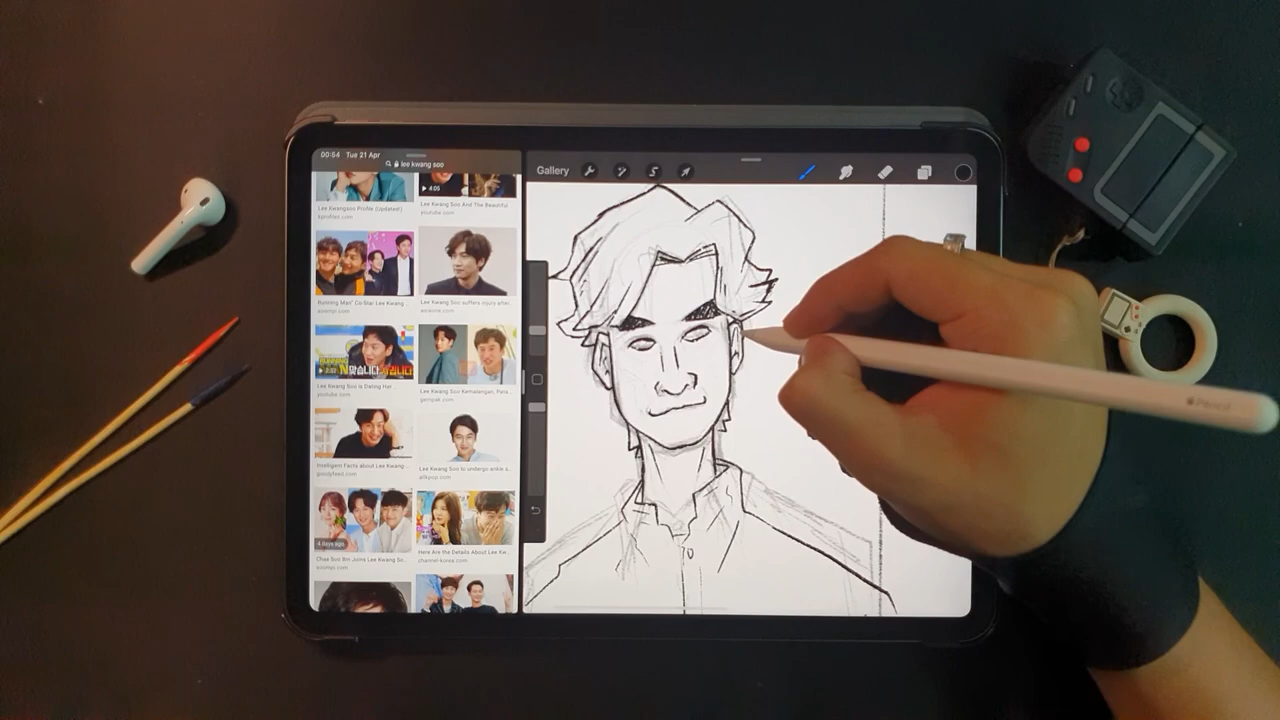 00:54 Tue 21 Apr
lee kwang soo
Gallery
4:05
Lee Kwangsoo Profile (Updated!)
kprofiles.com
Lee Kwang Soo And The Beautiful
youtube.com
Running Man" Co-Star Lee Kwang ...
soompi.com
Lee Kwang Soo suffers injury after...
Lee Kwang Soo is Dating Her ...
youtube.com
Lee Kwang Soo Kemalangan, Pata...
gempak.com
Intelligent Facts about Lee Kwang ...
goodyfeed.com
Lee Kwang Soo to undergo ankle s...
allkpop.com
4 days ago
Chae Soo Bin Joins Lee Kwang So...
soompi.com
Here Are the Details About Lee Kw...
channel-korea.com
Pencil